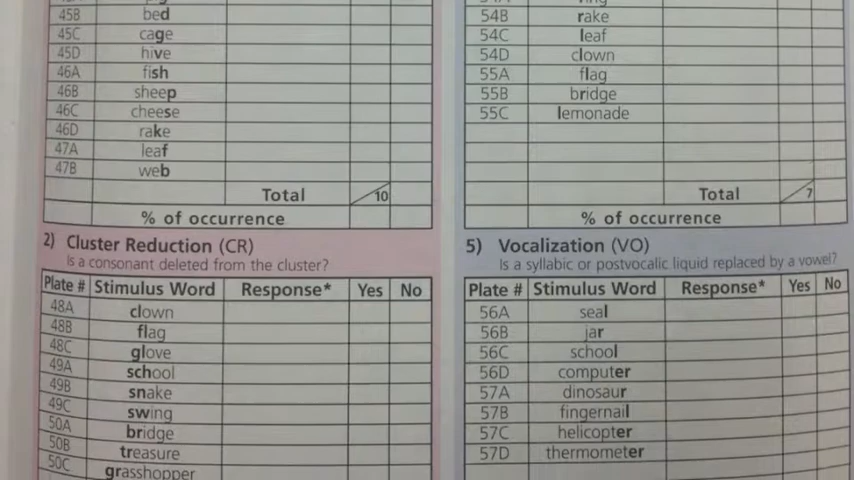 45B bed
45C cage
45D hive
46A fish
46B sheep
46C cheese
46D rake
47A leaf
47B web
Total 10
% of occurrence
2) Cluster Reduction (CR)
Is a consonant deleted from the cluster?
Plate # Stimulus Word Response* Yes No
48A clown
48B flag
48C glove
49A school
49B snake
49C swing
50A bridge
50B treasure
50C grasshopper
54B rake
54C leaf
54D clown
55A flag
55B bridge
55C lemonade
Total 7
% of occurrence
5) Vocalization (VO)
Is a syllabic or postvocalic liquid replaced by a vowel?
Plate # Stimulus Word Response* Yes No
56A seal
56B jar
56C school
56D computer
57A dinosaur
57B fingernail
57C helicopter
57D thermometer